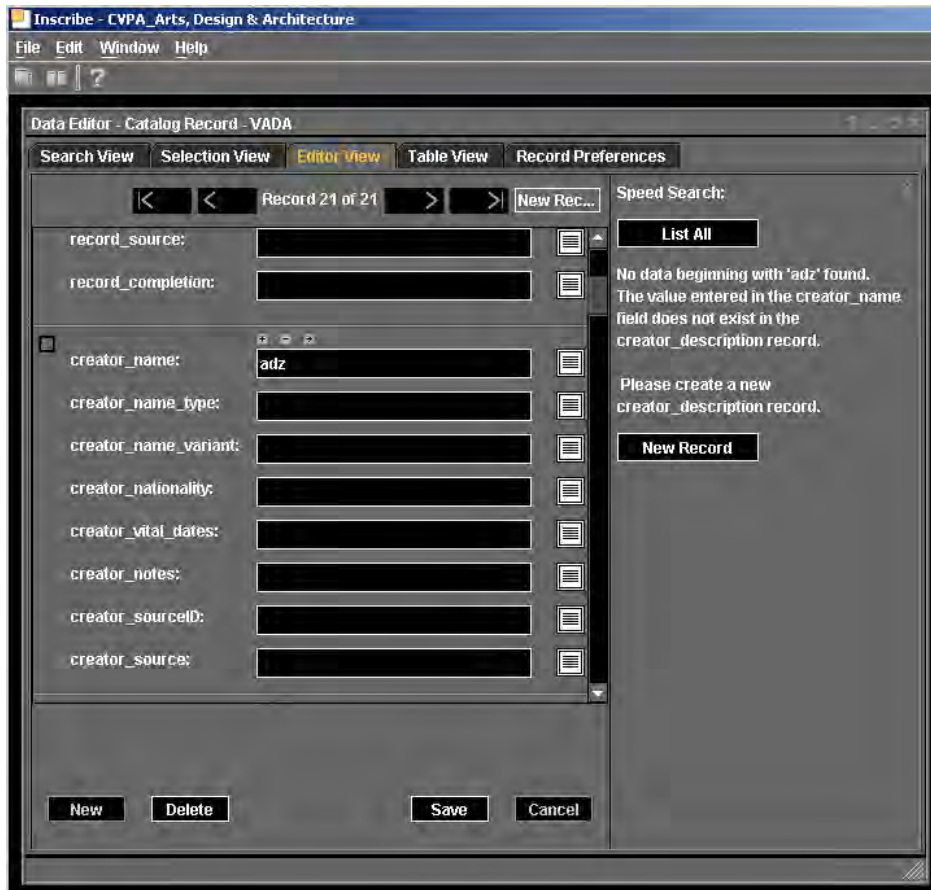 Inscribe - CVPA_Arts, Design & Architecture
File Edit Window Help
?
Data Editor - Catalog Record - VADA
Search View Selection View Editor View Table View Record Preferences
Record 21 of 21 New Rec...
record_source:
record_completion:
creator_name: adz
creator_name_type:
creator_name_variant:
creator_nationality:
creator_vital_dates:
creator_notes:
creator_sourceID:
creator_source:
New Delete Save Cancel
Speed Search:
List All
No data beginning with 'adz' found.
The value entered in the creator_name
field does not exist in the
creator_description record.
Please create a new
creator_description record.
New Record